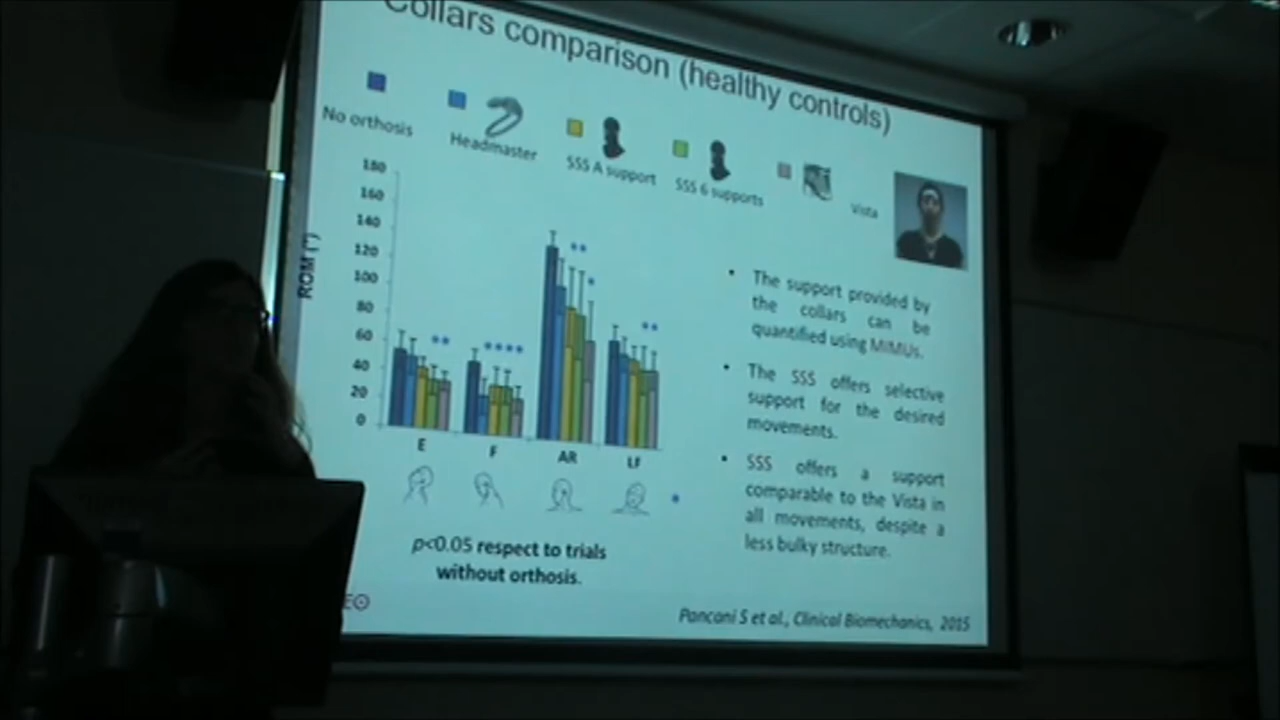 Collars comparison (healthy controls)
No orthosis
Headmaster
SSS A support
SSS 6 supports
Vista
180
160
140
120
100
80
60
40
20
0
ROM (°)
**
****
**
*
**
E
F
AR
LF
*
p<0.05 respect to trials
without orthosis.
• The support provided by
the collars can be
quantified using MIMUs.
• The SSS offers selective
support for the desired
movements.
• SSS offers a support
comparable to the Vista in
all movements, despite a
less bulky structure.
Pancani S et al., Clinical Biomechanics, 2015